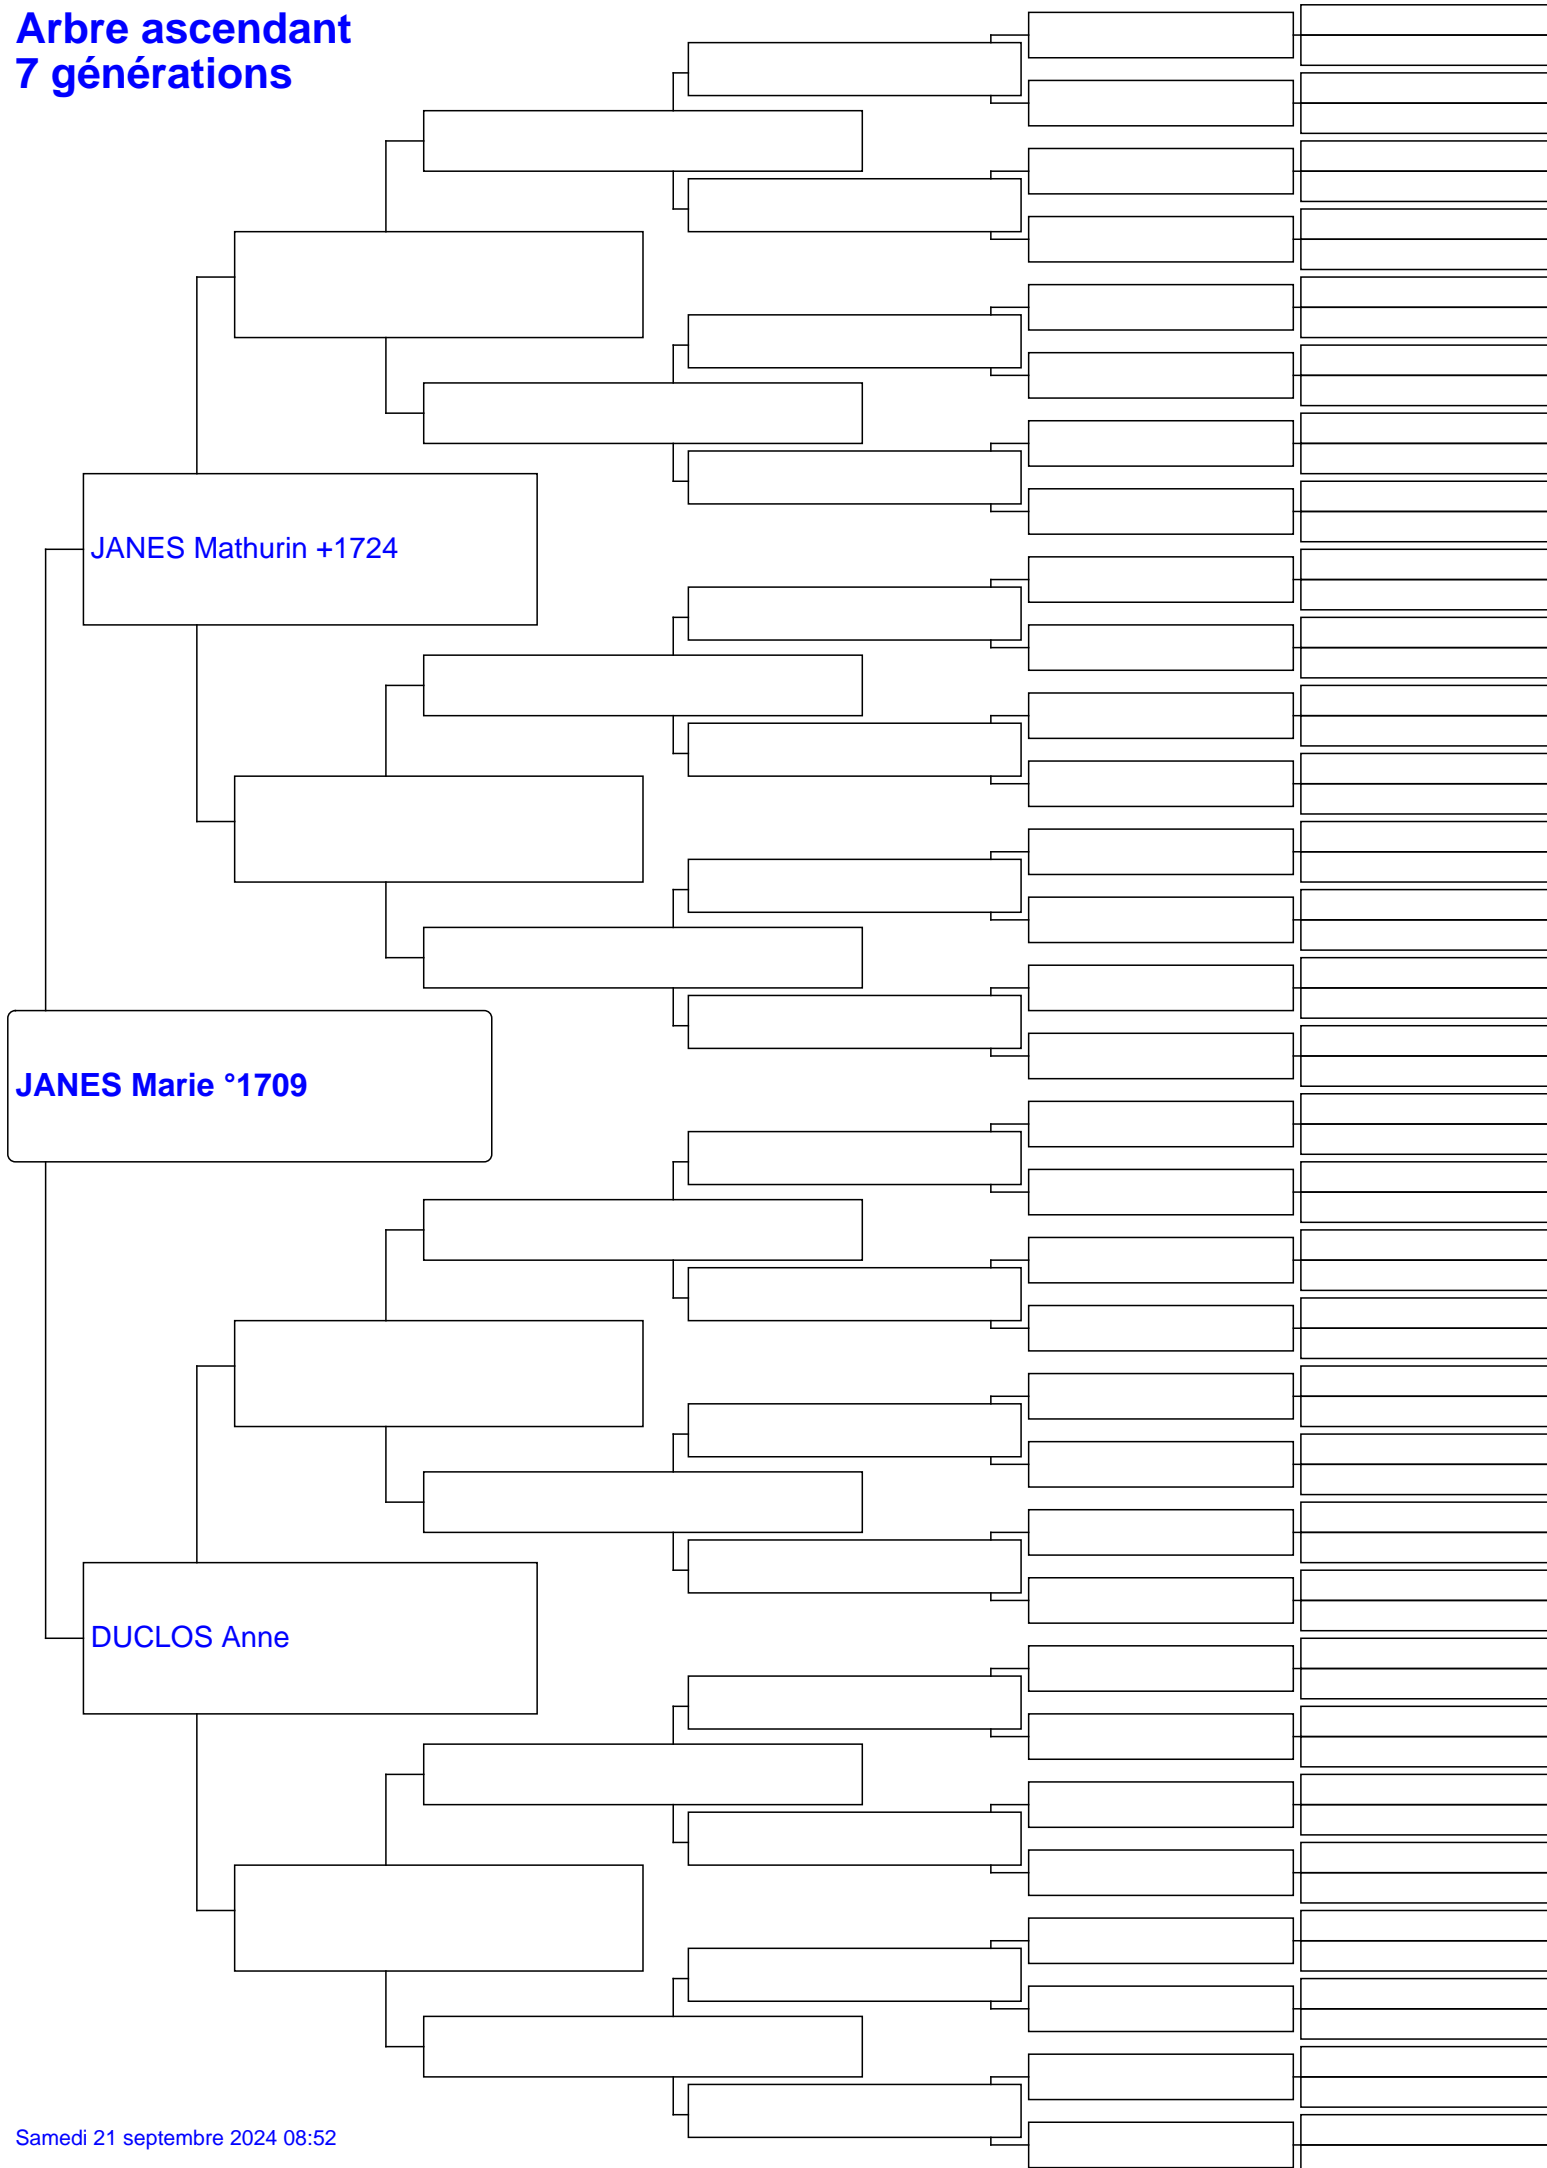 Arbre ascendant
7 générations
JANES Mathurin +1724
JANES Marie °1709
DUCLOS Anne
Samedi 21 septembre 2024 08:52